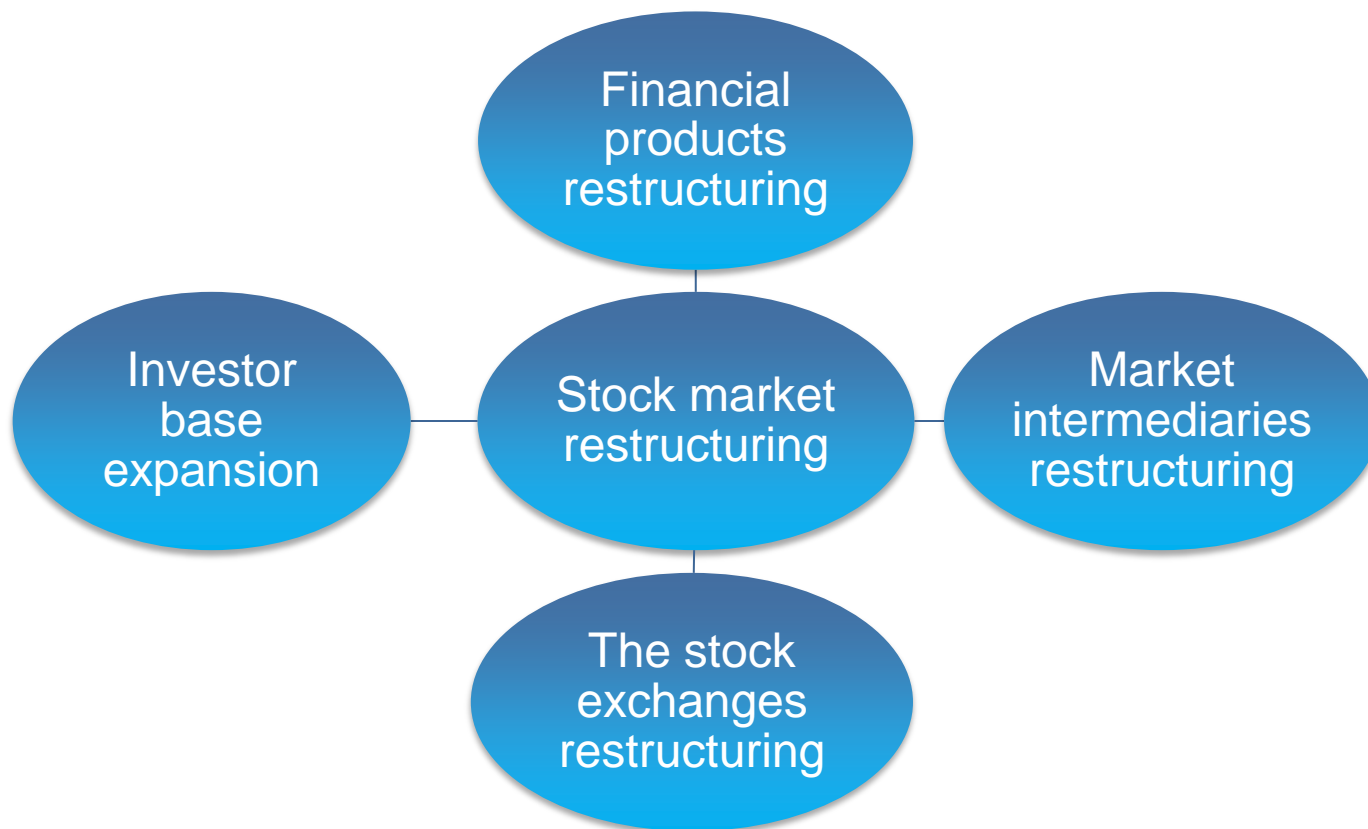 Financial
products
restructuring
Investor
base
expansion
Stock market
restructuring
Market
intermediaries
restructuring
The stock
exchanges
restructuring